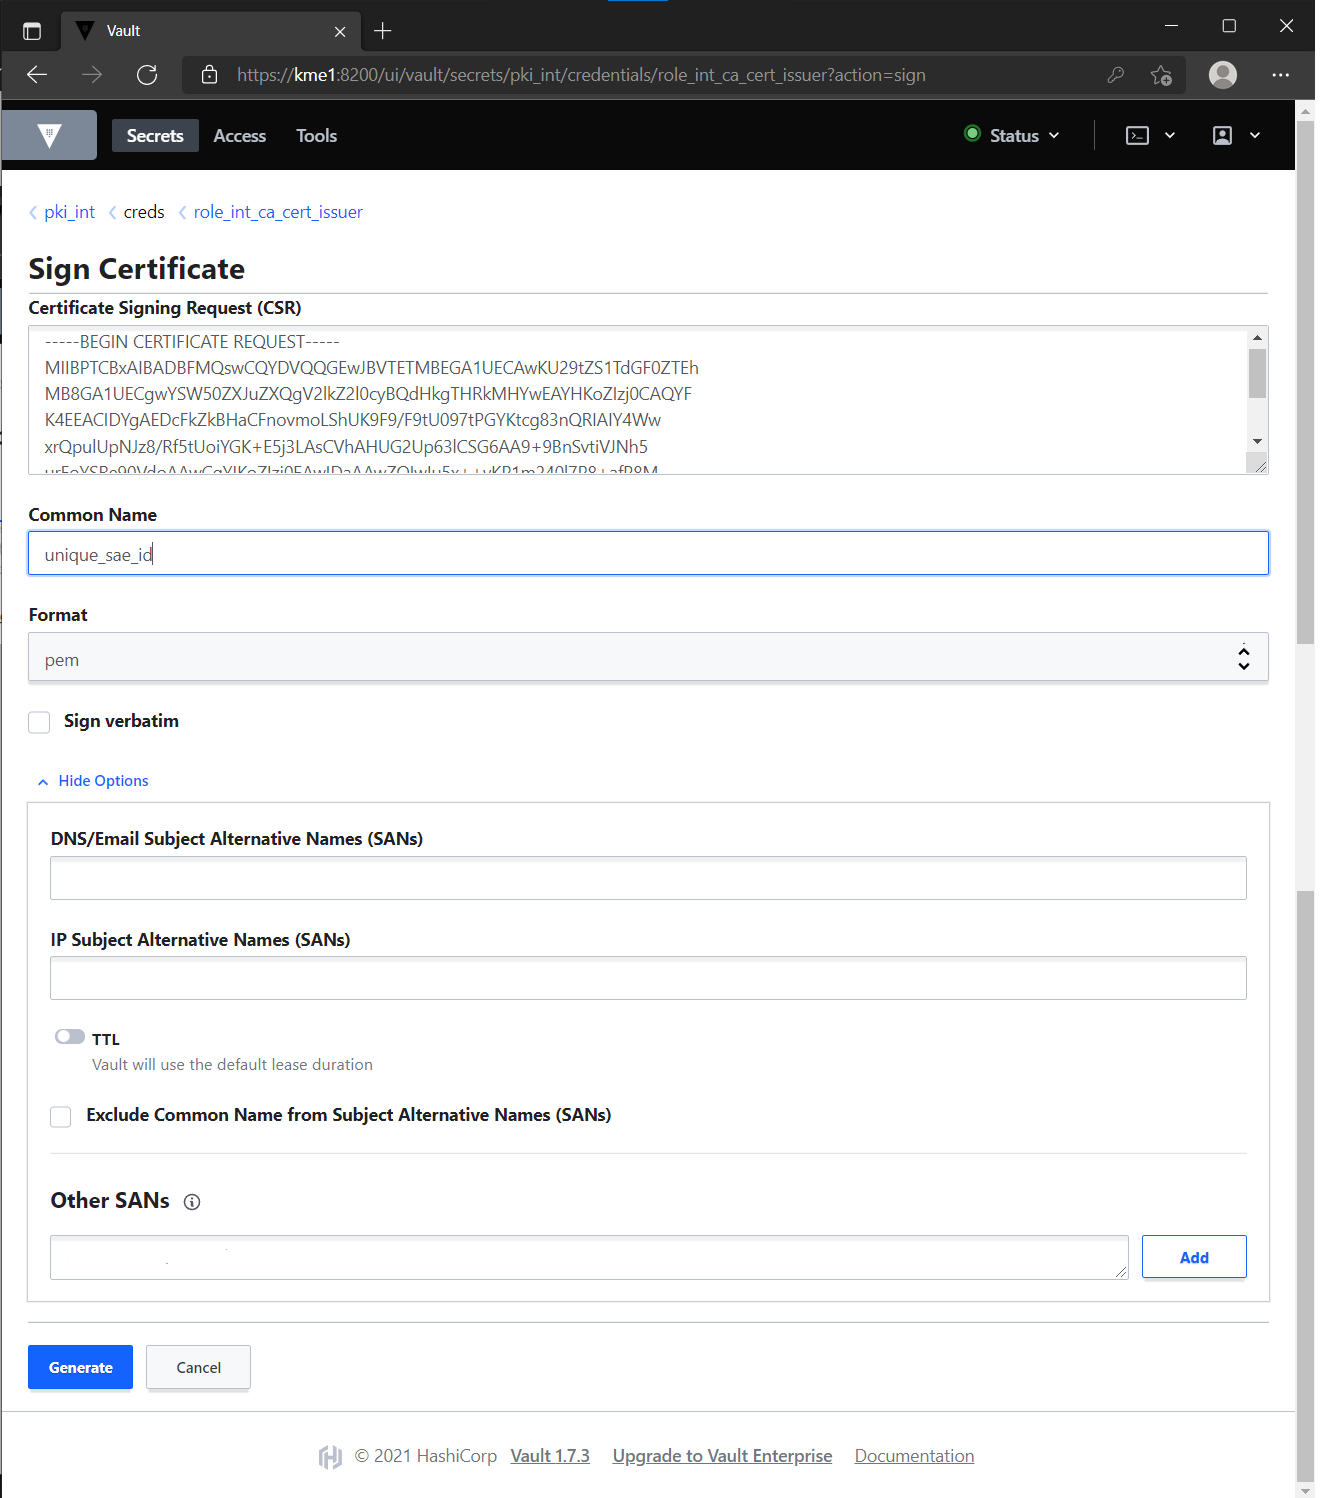 Vault
https://kme1:8200/ui/vault/secrets/pki_int/credentials/role_int_ca_cert_issuer?action=sign
Secrets Access Tools Status
pki_int creds role_int_ca_cert_issuer
Sign Certificate
Certificate Signing Request (CSR)
-----BEGIN CERTIFICATE REQUEST-----
MIIBPTCBxAIBADBFMQswCQYDVQQGEwJBVTETMBEGA1UECAwKU29tZS1TdGF0ZTEh
MB8GA1UECgwYSW50ZXJuZXQgV2lkZ2l0cyBQdHkgTHRkMHYwEAYHKoZIzj0CAQYF
K4EEACIDYgAEDcFkZkBHaCFnovmoLShUK9F9/F9tU097tPGYKtcg83nQRIAIY4Ww
xrQpulUpNJz8/Rf5tUoiYGK+E5j3LAsCVhAHUG2Up63lCSG6AA9+9BnSvtiVJNh5
Common Name
unique_sae_id
Format
pem
Sign verbatim
Hide Options
DNS/Email Subject Alternative Names (SANs)
IP Subject Alternative Names (SANs)
TTL
Vault will use the default lease duration
Exclude Common Name from Subject Alternative Names (SANs)
Other SANs
Add
Generate Cancel
© 2021 HashiCorp Vault 1.7.3 Upgrade to Vault Enterprise Documentation